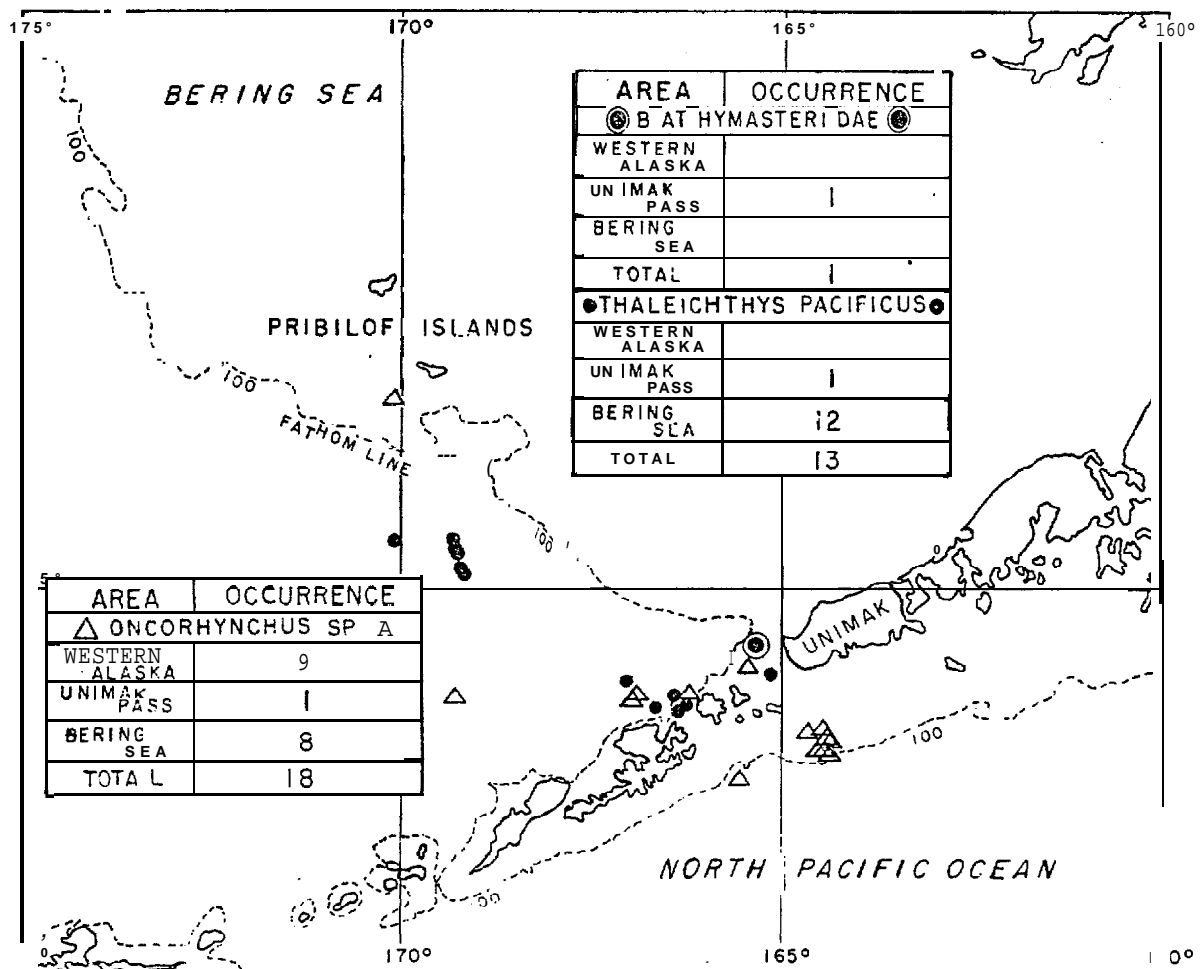 175° 170° 165° 160°
BERING SEA
AREA OCCURRENCE
BATHYMASTERIDAE
WESTERN ALASKA
UNIMAK PASS 1
BERING SEA
TOTAL 1
THALEICHTHYS PACIFICUS
WESTERN ALASKA
UNIMAK PASS 1
BERING SEA 12
TOTAL 13
100
PRIBILOF ISLANDS
100
FATHOM LINE
100
AREA OCCURRENCE
ONCORHYNCHUS SP
WESTERN ALASKA 9
UNIMAK PASS 1
BERING SEA 8
TOTAL 18
UNIMAK
100
NORTH PACIFIC OCEAN
170° 165°